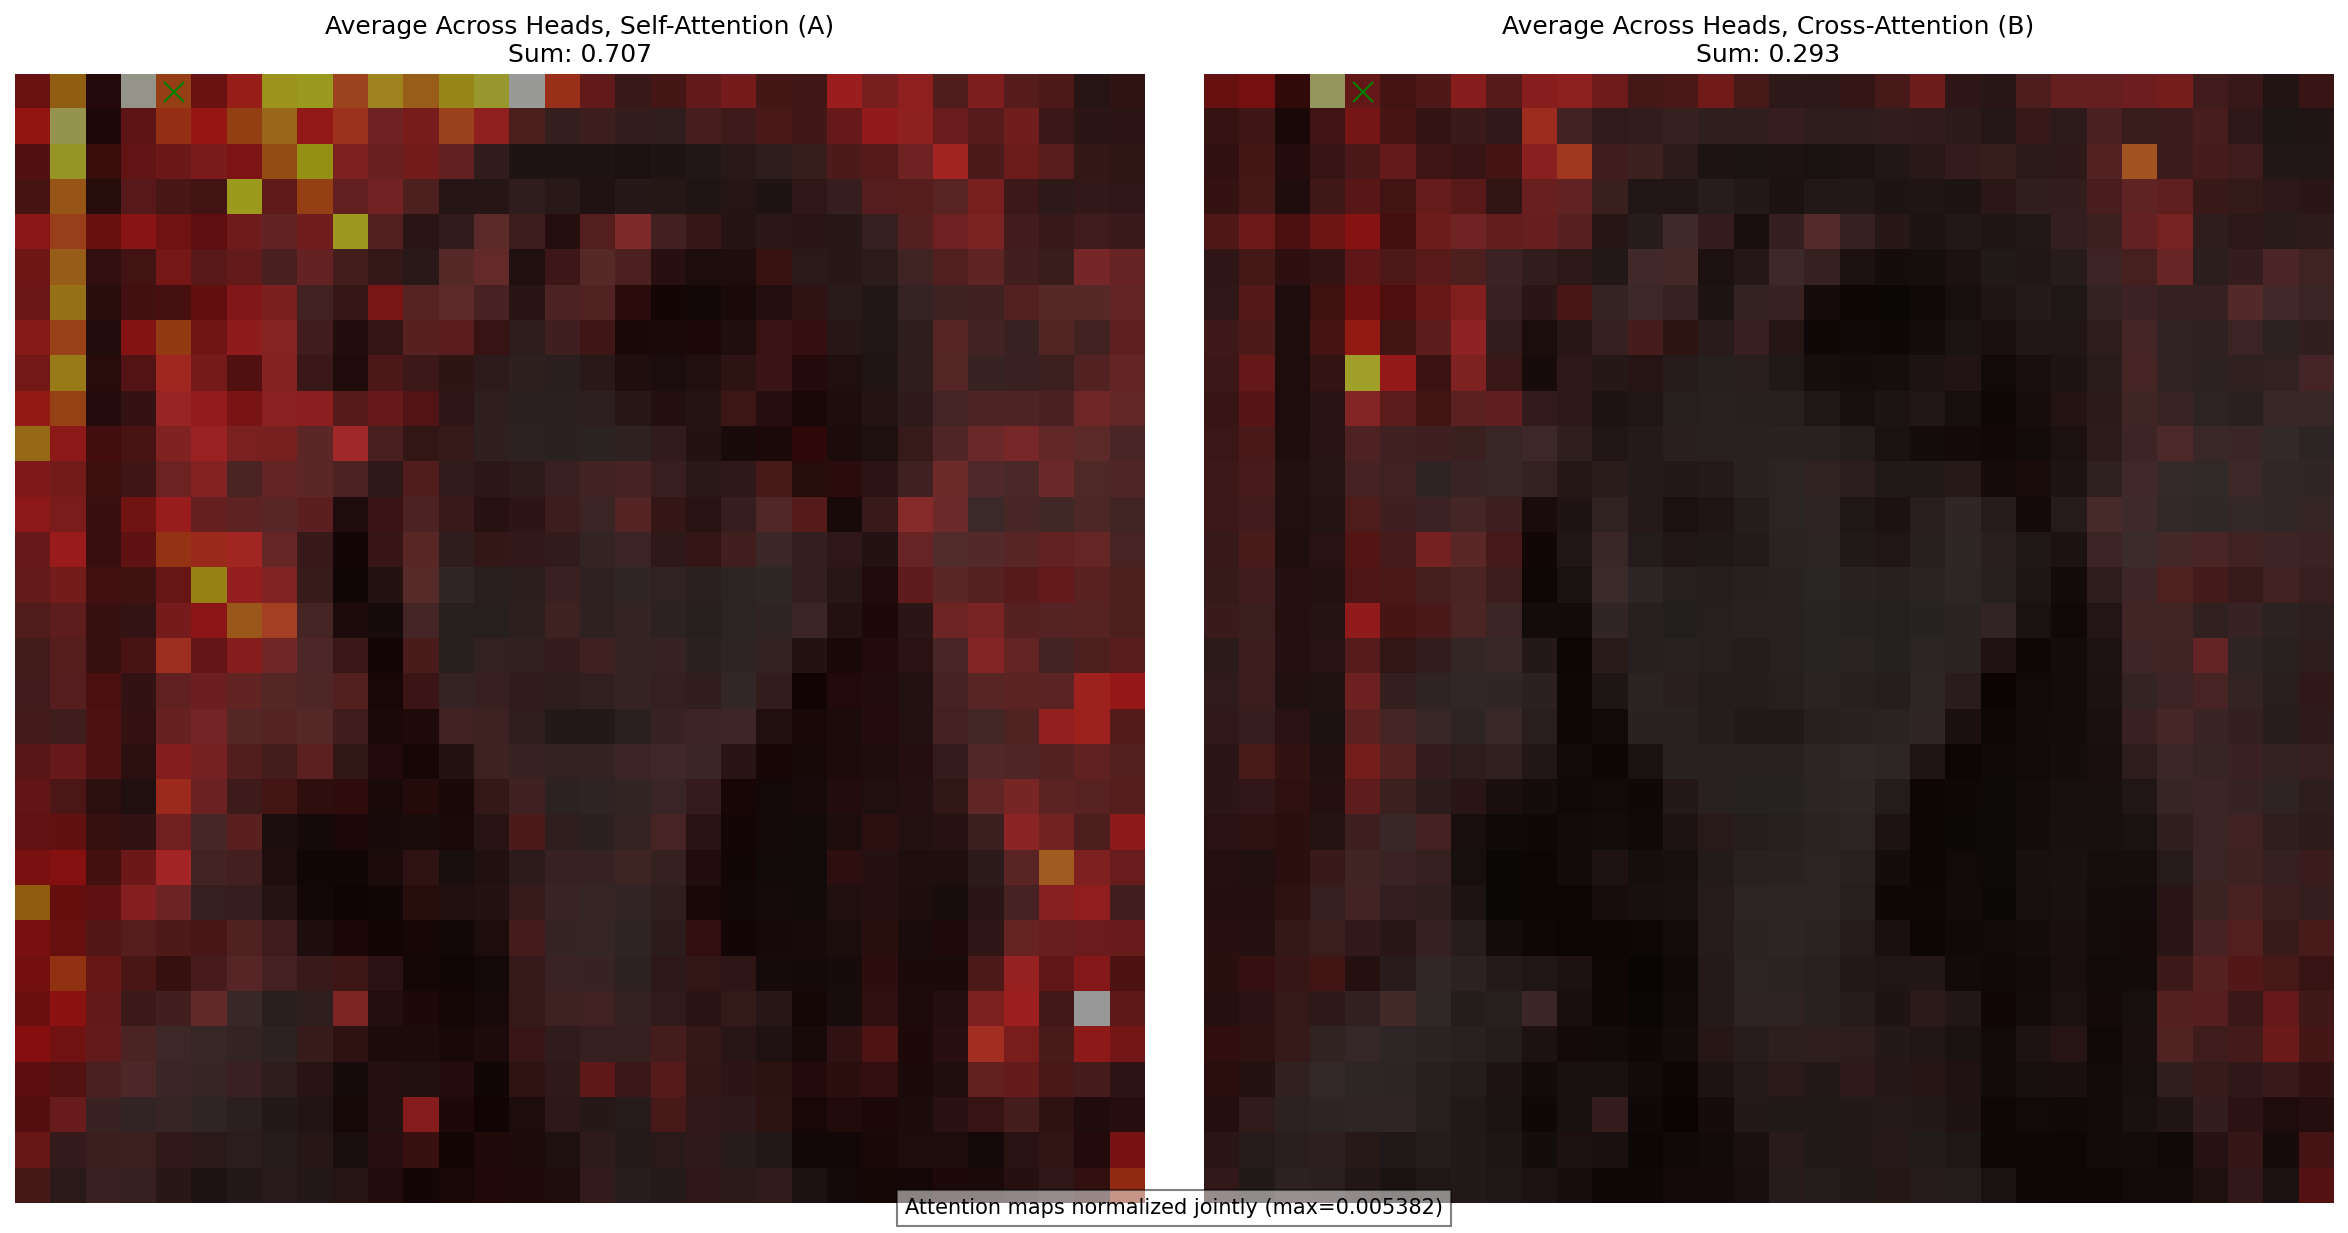 Average Across Heads, Self-Attention (A)
Sum: 0.707
Average Across Heads, Cross-Attention (B)
Sum: 0.293
Attention maps normalized jointly (max=0.005382)